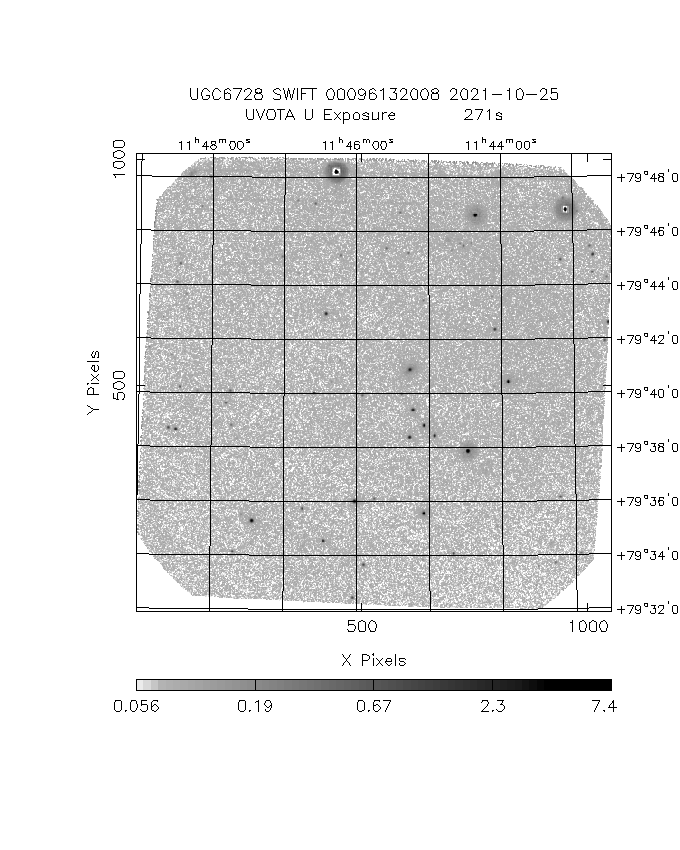 UGC6728 SWIFT 00096132008 2021-10-25
UVOTA U Exposure 271s
11ʰ48ᵐ00ˢ 11ʰ46ᵐ00ˢ 11ʰ44ᵐ00ˢ
1000
+79°48'0
+79°46'0
+79°44'0
+79°42'0
500
+79°40'0
Y Pixels
+79°38'0
+79°36'0
+79°34'0
+79°32'0
500 1000
X Pixels
0.056 0.19 0.67 2.3 7.4